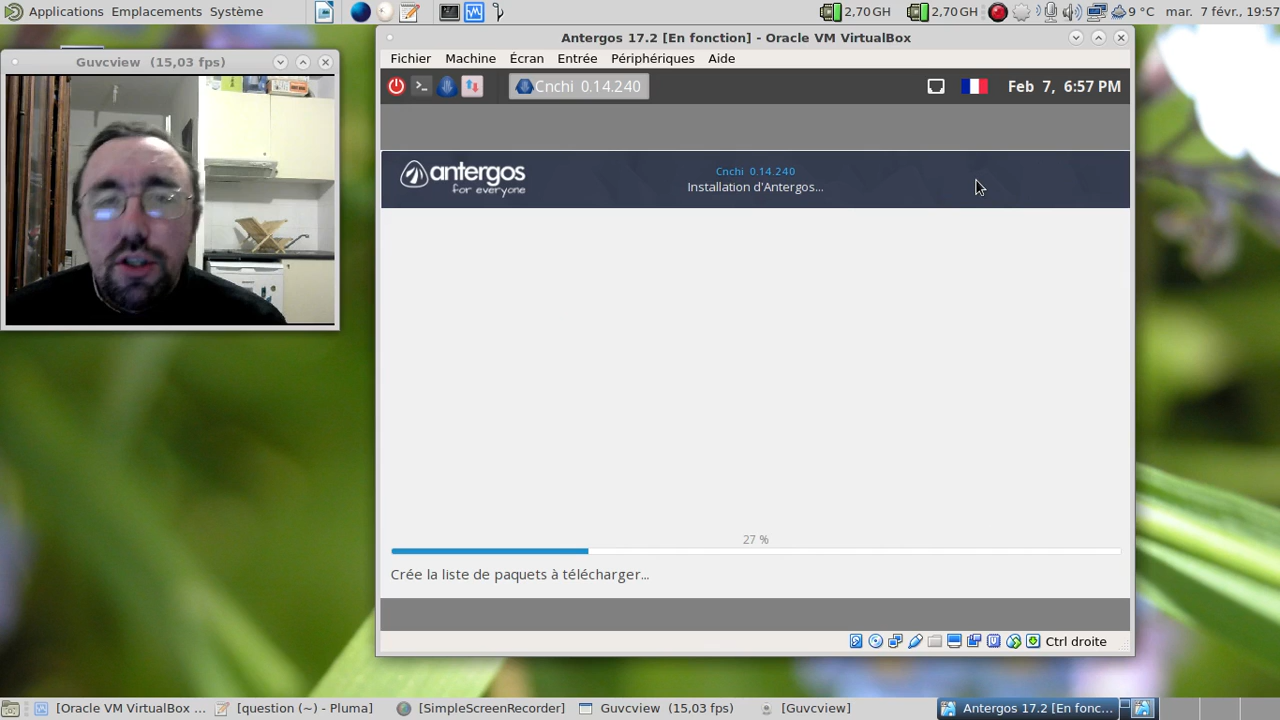 Applications Emplacements Système
2,70 GH 2,70 GH 9 °C mar. 7 févr., 19:57
Guvcview (15,03 fps)
Antergos 17.2 [En fonction] - Oracle VM VirtualBox
Fichier Machine Écran Entrée Périphériques Aide
Cnchi 0.14.240
Feb 7, 6:57 PM
antergos
for everyone
Cnchi 0.14.240
Installation d'Antergos...
27 %
Crée la liste de paquets à télécharger...
Ctrl droite
[Oracle VM VirtualBox ... [question (~) - Pluma] [SimpleScreenRecorder] Guvcview (15,03 fps) [Guvcview] Antergos 17.2 [En fonc...